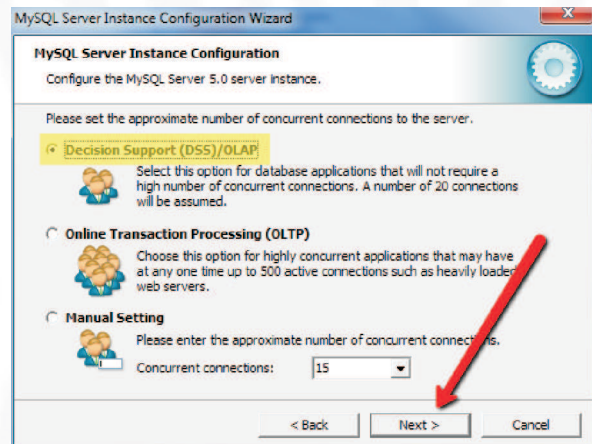 MySQL Server Instance Configuration Wizard
X
MySQL Server Instance Configuration
Configure the MySQL Server 5.0 server instance.
Please set the approximate number of concurrent connections to the server.
Decision Support (DSS)/OLAP
Select this option for database applications that will not require a
high number of concurrent connections. A number of 20 connections
will be assumed.
Online Transaction Processing (OLTP)
Choose this option for highly concurrent applications that may have
at any one time up to 500 active connections such as heavily loaded
web servers.
Manual Setting
Please enter the approximate number of concurrent connections.
Concurrent connections: 15
< Back Next > Cancel